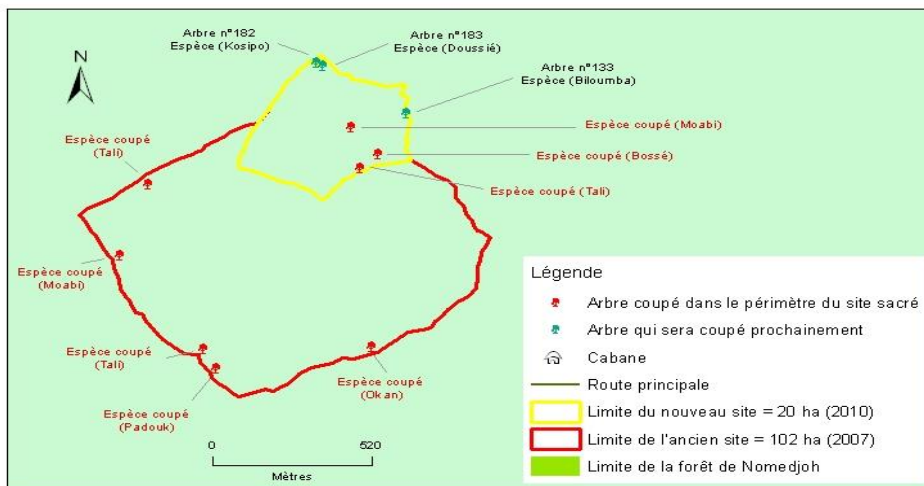 Arbre n°182
Espèce (Kosipo)
Arbre n°183
Espèce (Doussié)
N
Arbre n°133
Espèce (Biloumba)
Espèce coupé (Moabi)
Espèce coupé
(Tali)
Espèce coupé (Bossé)
Espèce coupé (Tali)
Espèce coupé
(Moabi)
Espèce coupé
(Tali)
Espèce coupé
(Padouk)
Espèce coupé
(Okan)
0
520
Mètres
Légende
Arbre coupé dans le périmètre du site sacré
Arbre qui sera coupé prochainement
Cabane
Route principale
Limite du nouveau site = 20 ha (2010)
Limite de l'ancien site = 102 ha (2007)
Limite de la forêt de Nomedjoh